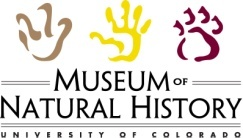 MUSEUM OF
NATURAL HISTORY
UNIVERSITY OF COLORADO